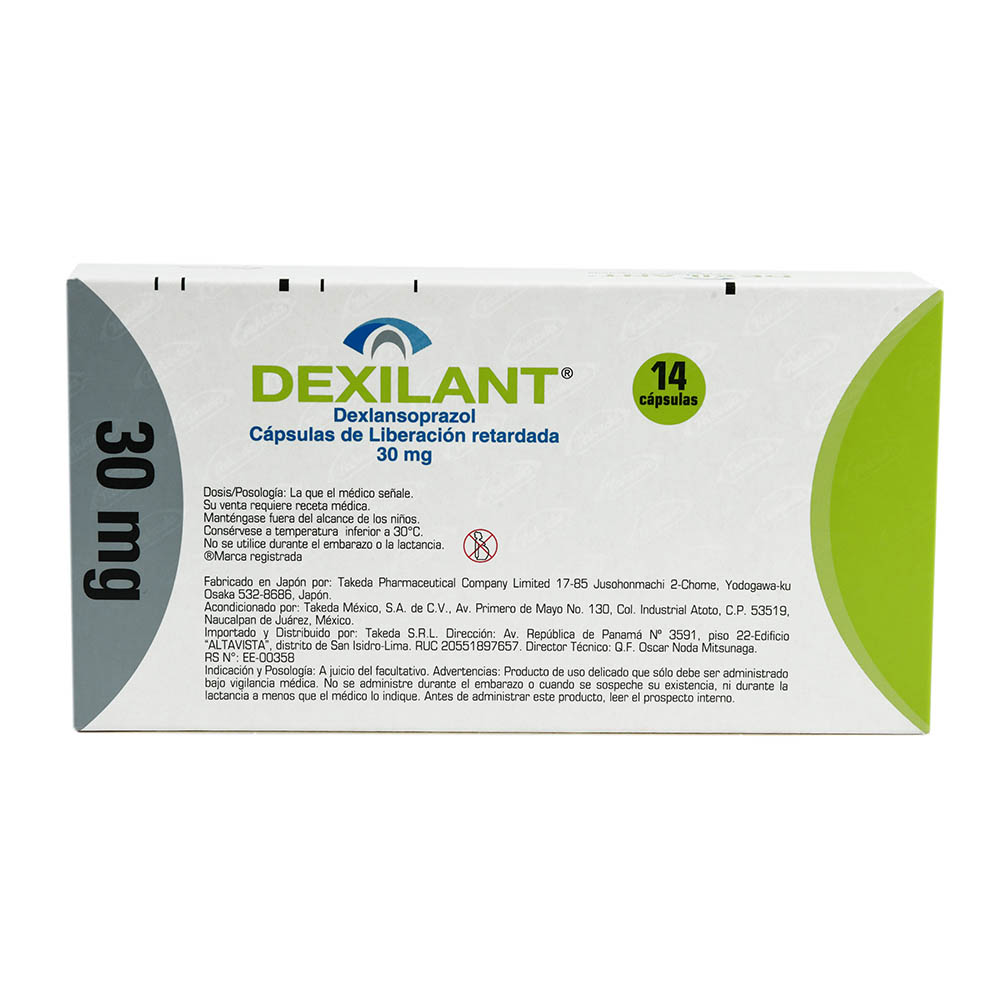 DEXILANT®
14
cápsulas
Dexlansoprazol
Cápsulas de Liberación retardada
30 mg
30 mg
Dosis/Posología: La que el médico señale.
Su venta requiere receta médica.
Manténgase fuera del alcance de los niños.
Consérvese a temperatura inferior a 30°C.
No se utilice durante el embarazo o la lactancia.
®Marca registrada
Fabricado en Japón por: Takeda Pharmaceutical Company Limited 17-85 Jusohonmachi 2-Chome, Yodogawa-ku
Osaka 532-8686, Japón.
Acondicionado por: Takeda México, S.A. de C.V., Av. Primero de Mayo No. 130, Col. Industrial Atoto, C.P. 53519,
Naucalpan de Juárez, México.
Importado y Distribuido por: Takeda S.R.L. Dirección: Av. República de Panamá Nº 3591, piso 22-Edificio
"ALTAVISTA", distrito de San Isidro-Lima. RUC 20551897657. Director Técnico: Q.F. Oscar Noda Mitsunaga.
RS N°: EE-00358
Indicación y Posología: A juicio del facultativo. Advertencias: Producto de uso delicado que sólo debe ser administrado
bajo vigilancia médica. No se administre durante el embarazo o cuando se sospeche su existencia, ni durante la
lactancia a menos que el médico lo indique. Antes de administrar este producto, leer el prospecto interno.